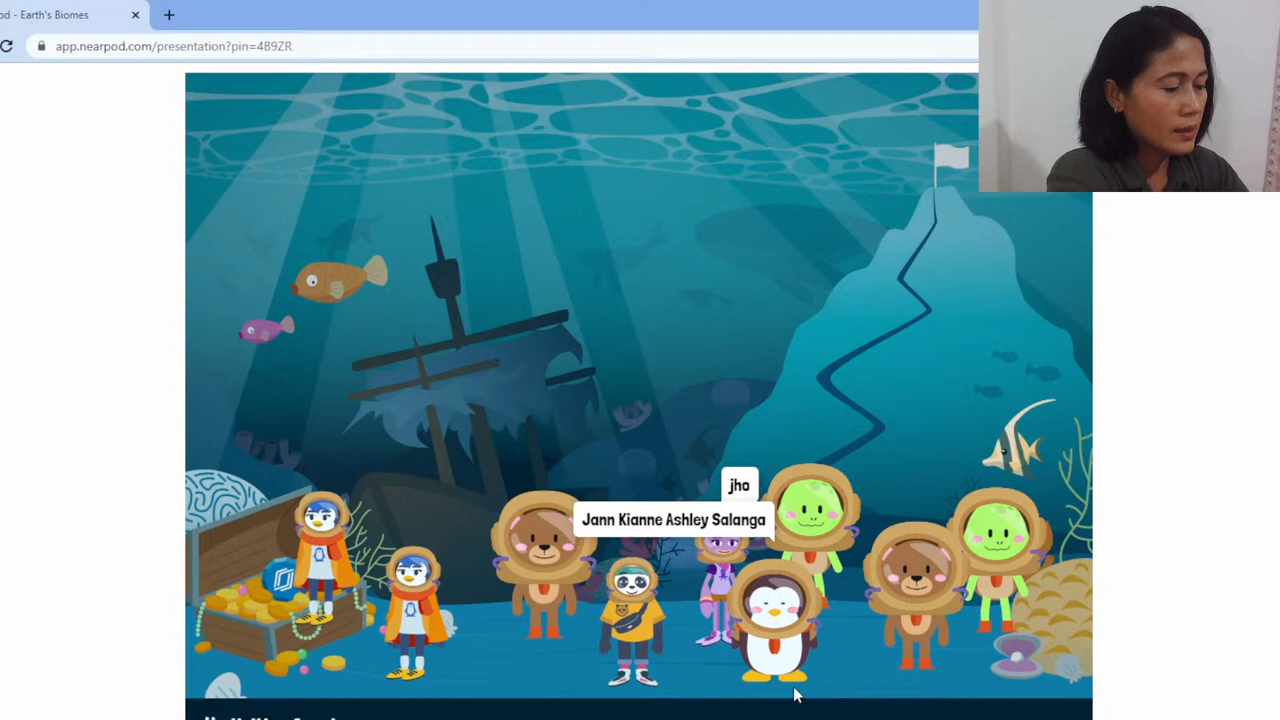 od - Earth's Biomes
app.nearpod.com/presentation?pin=4B9ZR
jho
Jann Kianne Ashley Salanga